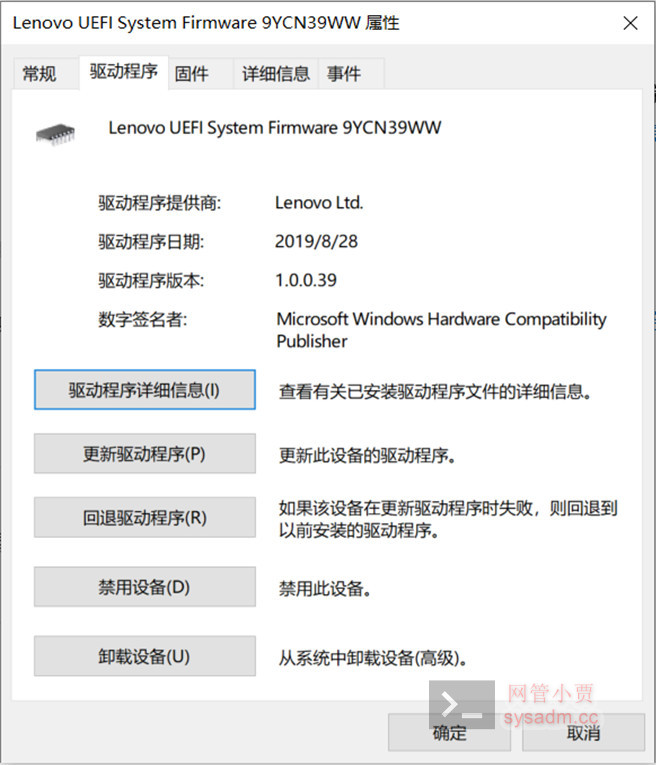 Lenovo UEFI System Firmware 9YCN39WW 属性
常规 驱动程序 固件 详细信息 事件
Lenovo UEFI System Firmware 9YCN39WW
驱动程序提供商: Lenovo Ltd.
驱动程序日期: 2019/8/28
驱动程序版本: 1.0.0.39
数字签名者: Microsoft Windows Hardware Compatibility
Publisher
驱动程序详细信息(I) 查看有关已安装驱动程序文件的详细信息。
更新驱动程序(P) 更新此设备的驱动程序。
回退驱动程序(R) 如果该设备在更新驱动程序时失败，则回退到
以前安装的驱动程序。
禁用设备(D) 禁用此设备。
卸载设备(U) 从系统中卸载设备(高级)。
网管小贾
sysadm.cc
确定 取消